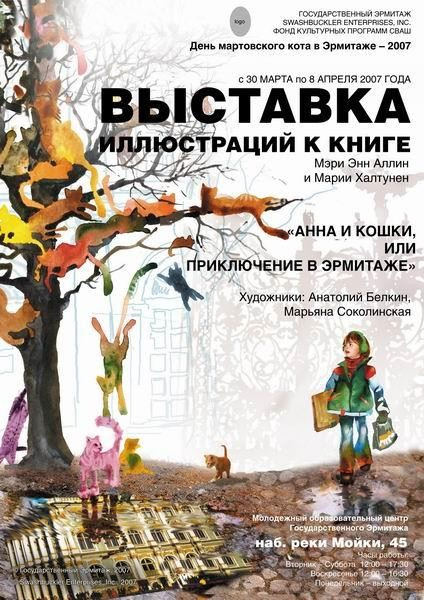 logo
ГОСУДАРСТВЕННЫЙ ЭРМИТАЖ
SWASHBUCKLER ENTERPRISES, INC.
ФОНД КУЛЬТУРНЫХ ПРОГРАММ СВАШ
День мартовского кота в Эрмитаже – 2007
с 30 МАРТА по 8 АПРЕЛЯ 2007 ГОДА
ВЫСТАВКА
ИЛЛЮСТРАЦИЙ К КНИГЕ
Мэри Энн Аллин
и Марии Халтунен
«АННА И КОШКИ,
ИЛИ
ПРИКЛЮЧЕНИЕ В ЭРМИТАЖЕ»
Художники: Анатолий Белкин,
Марьяна Соколинская
Молодежный образовательный центр
Государственного Эрмитажа
наб. реки Мойки, 45
Часы работы:
Вторник – Суббота 12:00 – 17:30
Воскресенье 12:00 – 16:30
Понедельник – выходной
© Государственный Эрмитаж, 2007
Swashbuckler Enterprises, Inc. 2007